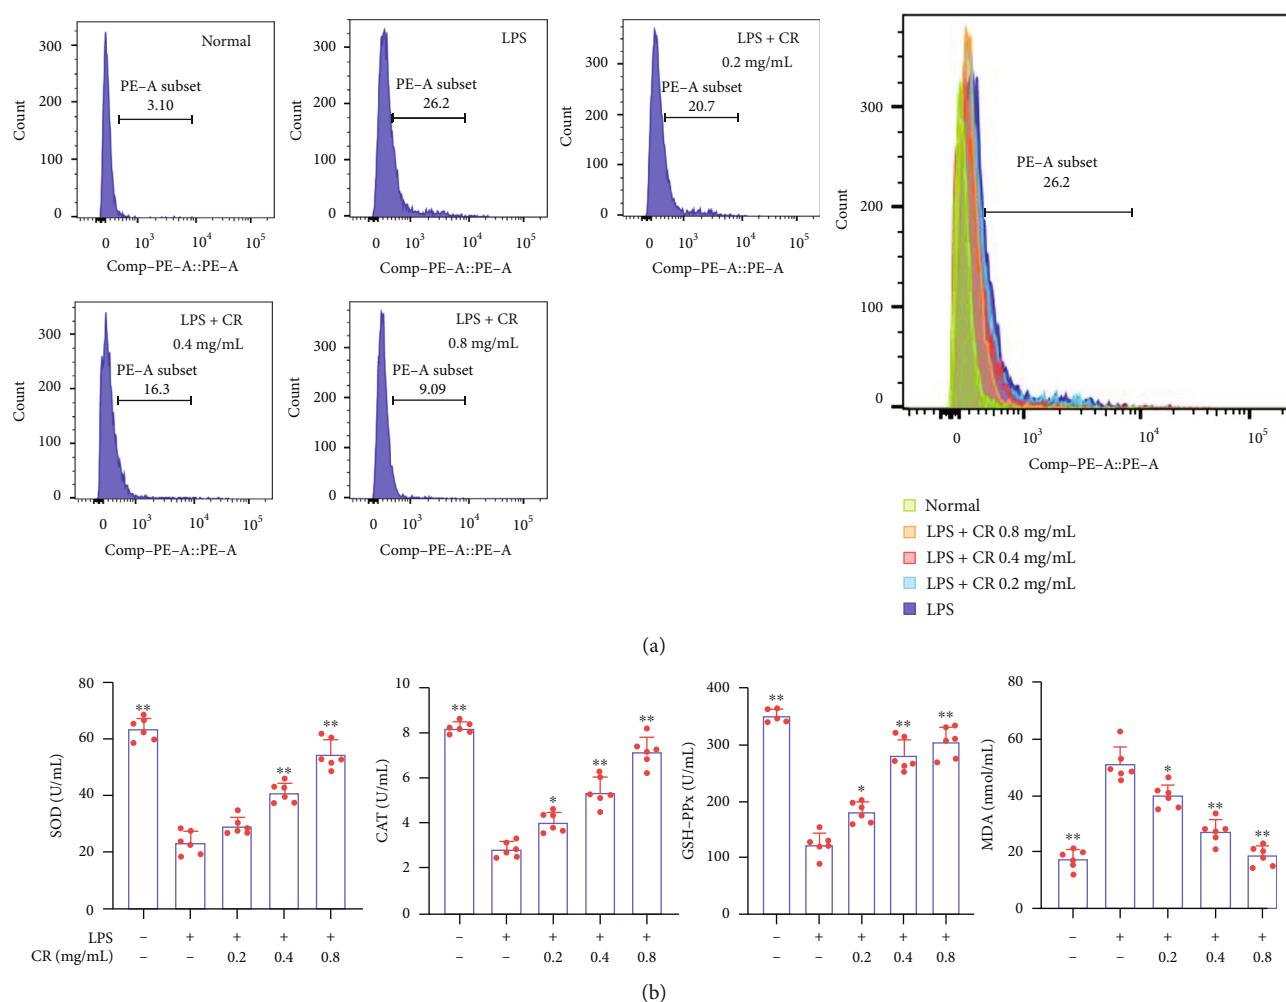 Normal
PE–A subset
3.10
Count
300
200
100
0
0 10³ 10⁴ 10⁵
Comp–PE–A::PE–A
LPS
PE–A subset
26.2
Count
300
200
100
0
0 10³ 10⁴ 10⁵
Comp–PE–A::PE–A
LPS + CR
0.2 mg/mL
PE–A subset
20.7
Count
300
200
100
0
0 10³ 10⁴ 10⁵
Comp–PE–A::PE–A
LPS + CR
0.4 mg/mL
PE–A subset
16.3
Count
300
200
100
0
0 10³ 10⁴ 10⁵
Comp–PE–A::PE–A
LPS + CR
0.8 mg/mL
PE–A subset
9.09
Count
300
200
100
0
0 10³ 10⁴ 10⁵
Comp–PE–A::PE–A
PE–A subset
26.2
Count
300
200
100
0
0 10³ 10⁴ 10⁵
Comp–PE–A::PE–A
Normal
LPS + CR 0.8 mg/mL
LPS + CR 0.4 mg/mL
LPS + CR 0.2 mg/mL
LPS
(a)
SOD (U/mL)
80
60
40
20
0
** ** **
CAT (U/mL)
10
8
6
4
2
0
** * ** **
GSH–PPx (U/mL)
400
300
200
100
0
** * ** **
MDA (nmol/mL)
80
60
40
20
0
** * ** **
LPS – + + + + – + + + + – + + + + – + + + +
CR (mg/mL) – – 0.2 0.4 0.8 – – 0.2 0.4 0.8 – – 0.2 0.4 0.8 – – 0.2 0.4 0.8
(b)